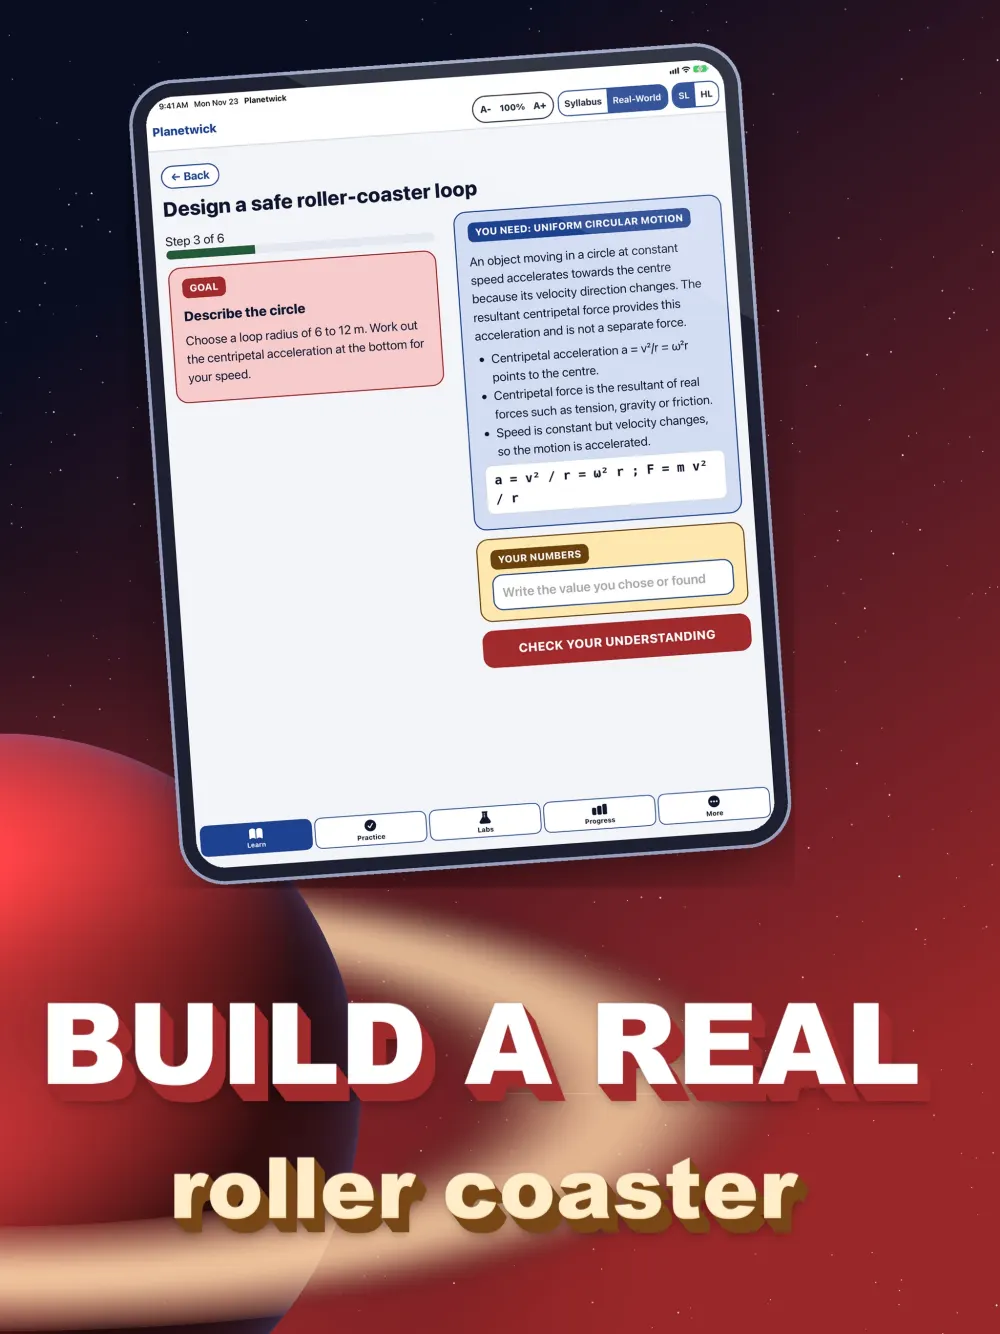 9:41 AM Mon Nov 23 Planetwick
Planetwick
A- 100% A+
Syllabus Real-World
SL HL
← Back
Design a safe roller-coaster loop
Step 3 of 6
GOAL
Describe the circle
Choose a loop radius of 6 to 12 m. Work out
the centripetal acceleration at the bottom for
your speed.
YOU NEED: UNIFORM CIRCULAR MOTION
An object moving in a circle at constant
speed accelerates towards the centre
because its velocity direction changes. The
resultant centripetal force provides this
acceleration and is not a separate force.
• Centripetal acceleration a = v²/r = ω²r
points to the centre.
• Centripetal force is the resultant of real
forces such as tension, gravity or friction.
• Speed is constant but velocity changes,
so the motion is accelerated.
a = v² / r = ω² r ; F = m v²
/ r
YOUR NUMBERS
Write the value you chose or found
CHECK YOUR UNDERSTANDING
Learn
Practice
Labs
Progress
More
BUILD A REAL
roller coaster